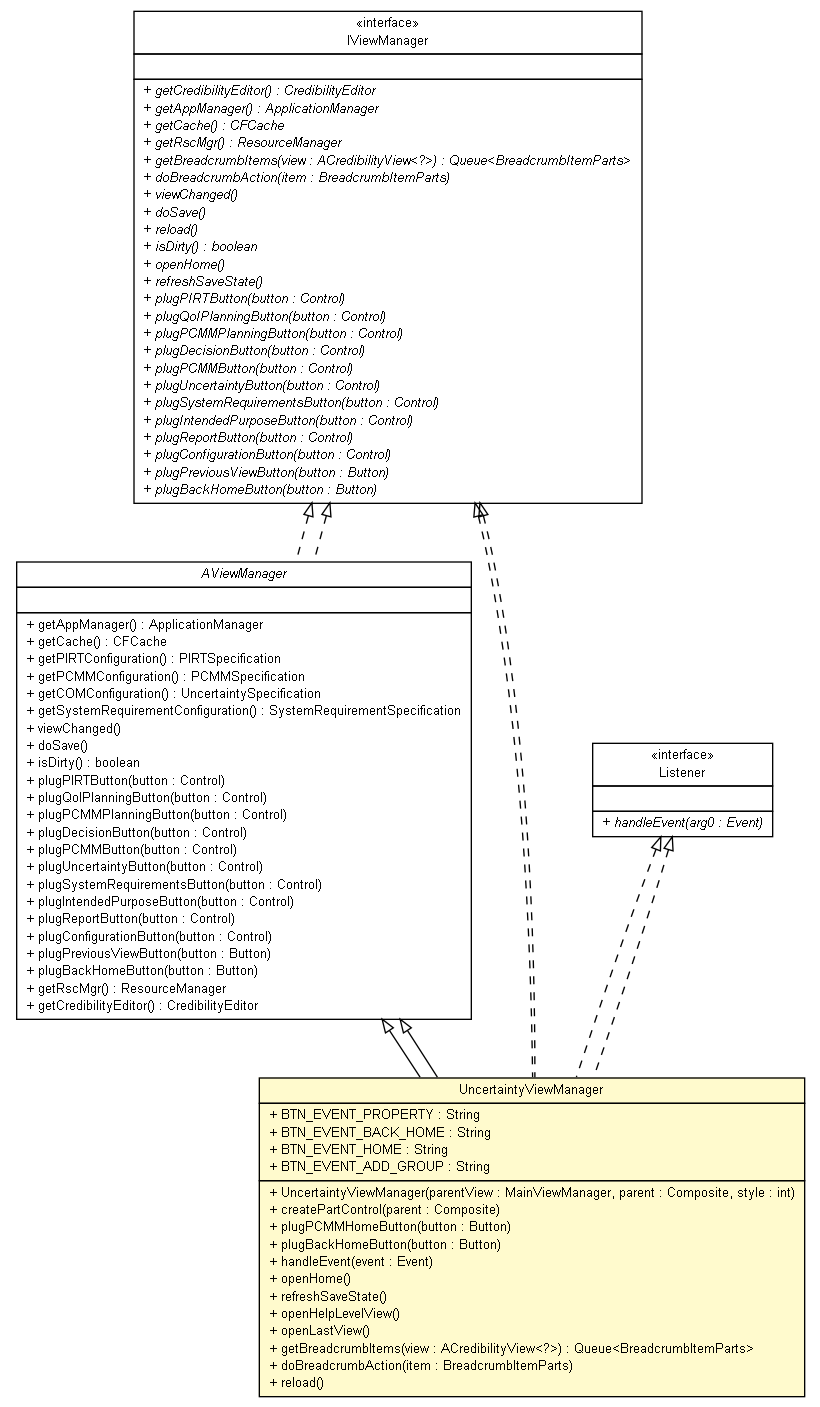 «interface»
IViewManager
+ getCredibilityEditor() : CredibilityEditor
+ getAppManager() : ApplicationManager
+ getCache() : CFCache
+ getRscMgr() : ResourceManager
+ getBreadcrumbItems(view : ACredibilityView<?>) : Queue<BreadcrumbItemParts>
+ doBreadcrumbAction(item : BreadcrumbItemParts)
+ viewChanged()
+ doSave()
+ reload()
+ isDirty() : boolean
+ openHome()
+ refreshSaveState()
+ plugPIRTButton(button : Control)
+ plugQoIPlanningButton(button : Control)
+ plugPCMMPlanningButton(button : Control)
+ plugDecisionButton(button : Control)
+ plugPCMMButton(button : Control)
+ plugUncertaintyButton(button : Control)
+ plugSystemRequirementsButton(button : Control)
+ plugIntendedPurposeButton(button : Control)
+ plugReportButton(button : Control)
+ plugConfigurationButton(button : Control)
+ plugPreviousViewButton(button : Button)
+ plugBackHomeButton(button : Button)
AViewManager
+ getAppManager() : ApplicationManager
+ getCache() : CFCache
+ getPIRTConfiguration() : PIRTSpecification
+ getPCMMConfiguration() : PCMMSpecification
+ getCOMConfiguration() : UncertaintySpecification
+ getSystemRequirementConfiguration() : SystemRequirementSpecification
+ viewChanged()
+ doSave()
+ isDirty() : boolean
+ plugPIRTButton(button : Control)
+ plugQoIPlanningButton(button : Control)
+ plugPCMMPlanningButton(button : Control)
+ plugDecisionButton(button : Control)
+ plugPCMMButton(button : Control)
+ plugUncertaintyButton(button : Control)
+ plugSystemRequirementsButton(button : Control)
+ plugIntendedPurposeButton(button : Control)
+ plugReportButton(button : Control)
+ plugConfigurationButton(button : Control)
+ plugPreviousViewButton(button : Button)
+ plugBackHomeButton(button : Button)
+ getRscMgr() : ResourceManager
+ getCredibilityEditor() : CredibilityEditor
«interface»
Listener
+ handleEvent(arg0 : Event)
UncertaintyViewManager
+ BTN_EVENT_PROPERTY : String
+ BTN_EVENT_BACK_HOME : String
+ BTN_EVENT_HOME : String
+ BTN_EVENT_ADD_GROUP : String
+ UncertaintyViewManager(parentView : MainViewManager, parent : Composite, style : int)
+ createPartControl(parent : Composite)
+ plugPCMMHomeButton(button : Button)
+ plugBackHomeButton(button : Button)
+ handleEvent(event : Event)
+ openHome()
+ refreshSaveState()
+ openHelpLevelView()
+ openLastView()
+ getBreadcrumbItems(view : ACredibilityView<?>) : Queue<BreadcrumbItemParts>
+ doBreadcrumbAction(item : BreadcrumbItemParts)
+ reload()